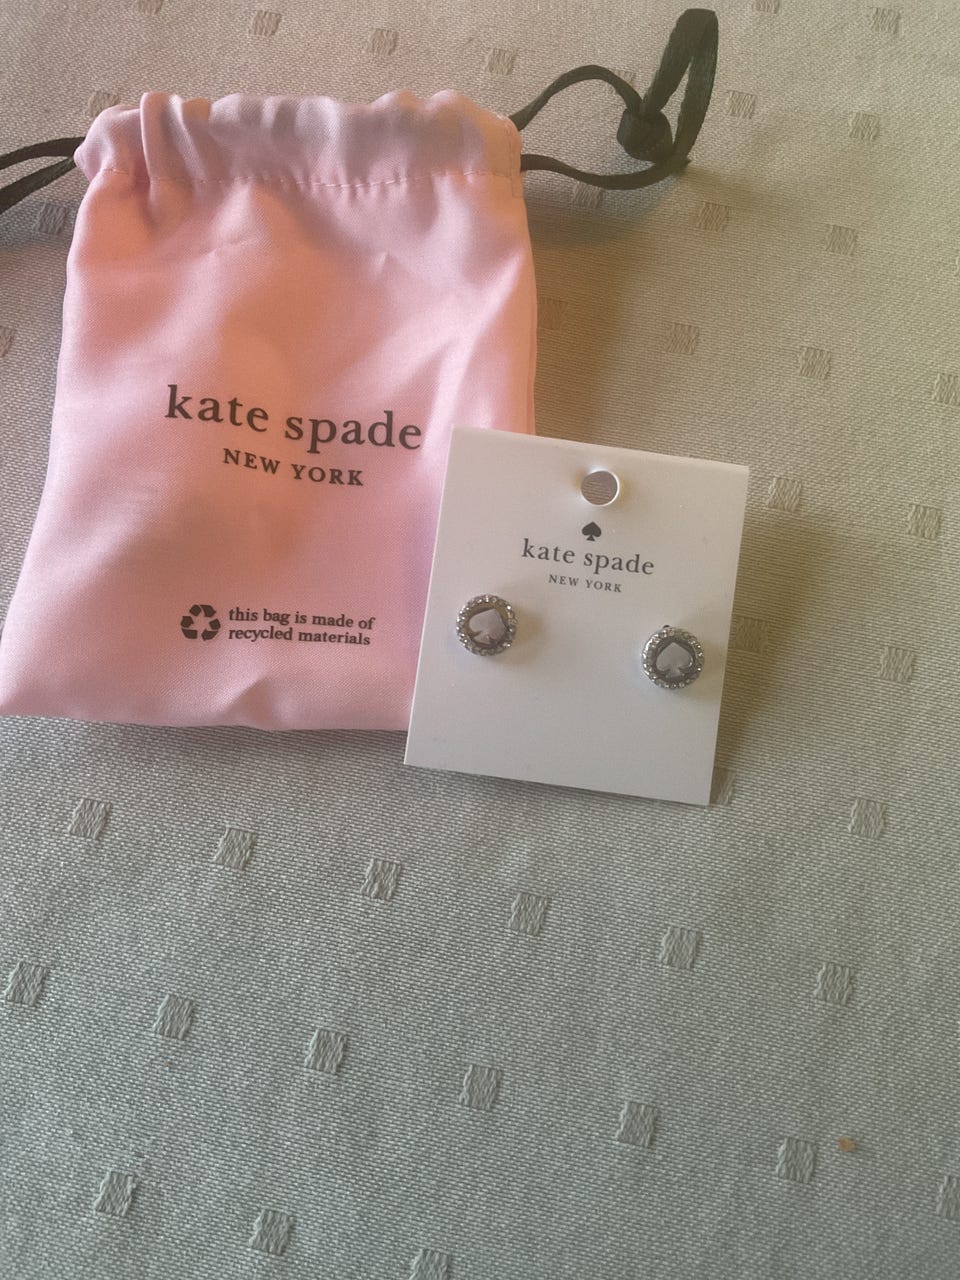 kate spade
NEW YORK
this bag is made of
recycled materials
kate spade
NEW YORK